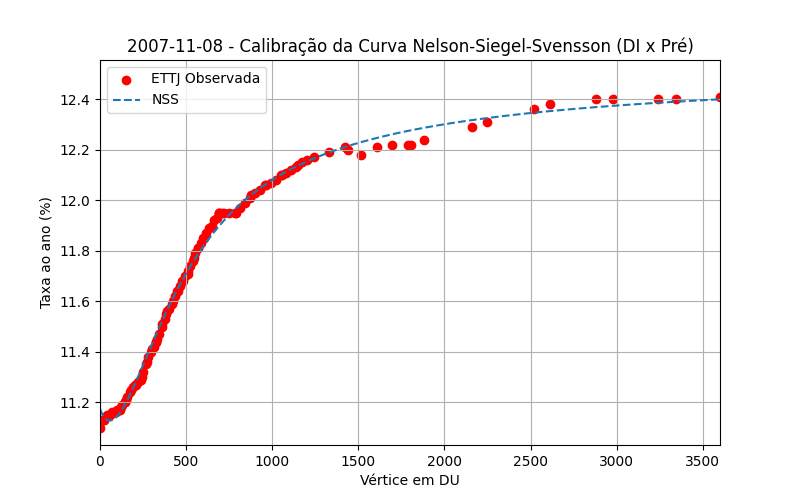 2007-11-08 - Calibração da Curva Nelson-Siegel-Svensson (DI x Pré)
ETTJ Observada
NSS
Taxa ao ano (%)
12.4
12.2
12.0
11.8
11.6
11.4
11.2
0 500 1000 1500 2000 2500 3000 3500
Vértice em DU